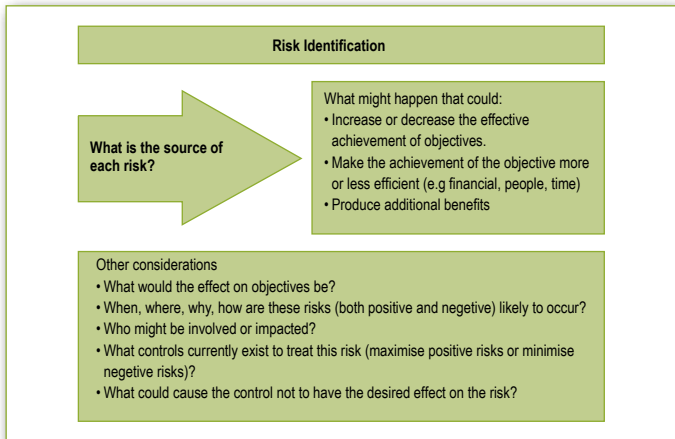 Risk Identification
What is the source of
each risk?
What might happen that could:
• Increase or decrease the effective
achievement of objectives.
• Make the achievement of the objective more
or less efficient (e.g financial, people, time)
• Produce additional benefits
Other considerations
• What would the effect on objectives be?
• When, where, why, how are these risks (both positive and negetive) likely to occur?
• Who might be involved or impacted?
• What controls currently exist to treat this risk (maximise positive risks or minimise
negetive risks)?
• What could cause the control not to have the desired effect on the risk?